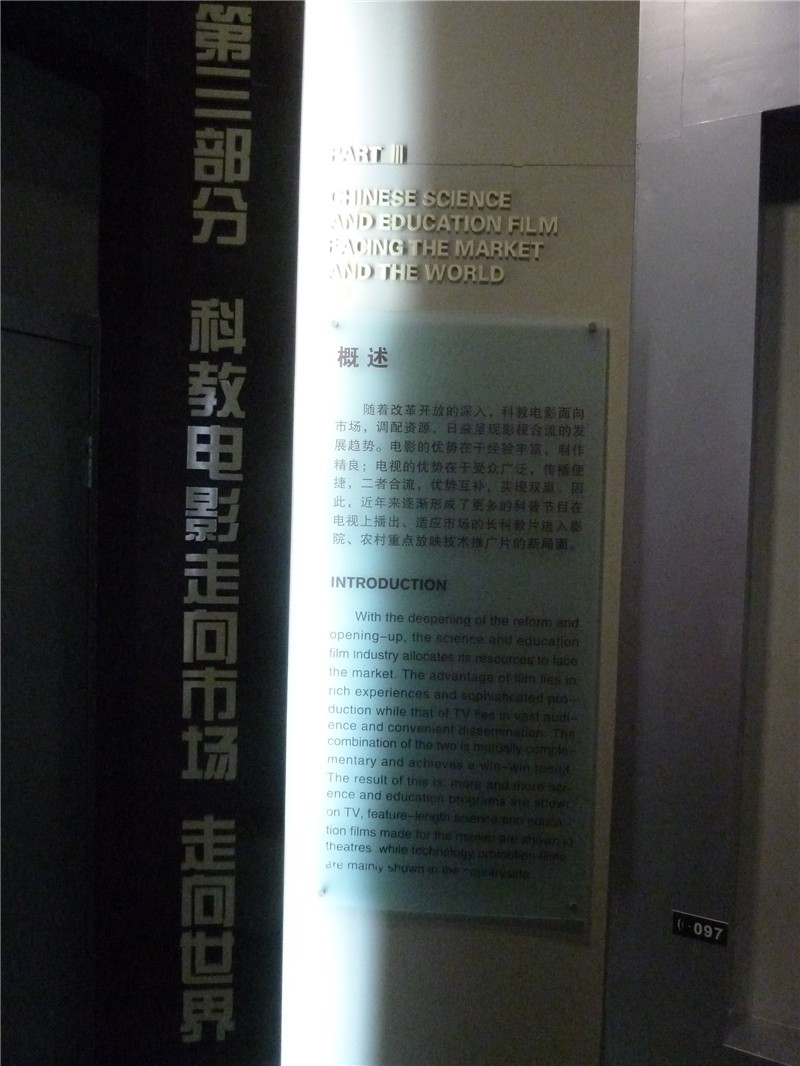 第三部分 科教电影走向市场 走向世界
PART III
CHINESE SCIENCE
AND EDUCATION FILM
FACING THE MARKET
AND THE WORLD
概述
随着改革开放的深入，科教电影面向
市场，调配资源，日益呈现影视合流的发
展趋势。电影的优势在于经验丰富，制作
精良；电视的优势在于受众广泛，传播便
捷，二者合流，优势互补，实现双赢。因
此，近年来逐渐形成了更多的科普节目在
电视上播出、适应市场的长科教片进入影
院、农村重点放映技术推广片的新局面。
INTRODUCTION
With the deepening of the reform and
opening-up, the science and education
film industry allocates its resources to face
the market. The advantage of film lies in
rich experiences and sophisticated pro-
duction while that of TV lies in vast audi-
ence and convenient dissemination. The
combination of the two is mutually comple-
mentary and achieves a win-win result.
The result of this is: more and more sci-
ence and education programs are shown
on TV, feature-length science and educa-
tion films made for the market are shown in
theatres, while technology promotion films
are mainly shown in the countryside.
097